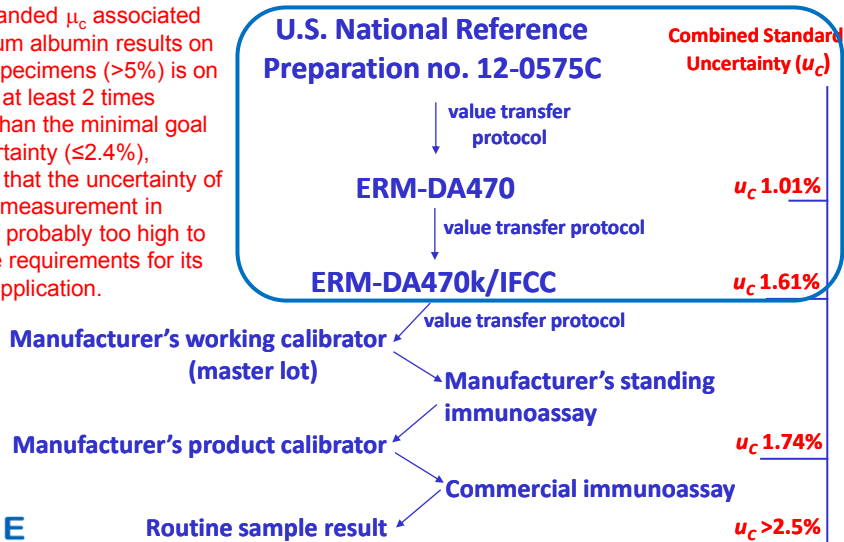 anded μc associated
um albumin results on
pecimens (>5%) is on
at least 2 times
than the minimal goal
ertainty (≤2.4%),
that the uncertainty of
measurement in
probably too high to
e requirements for its
application.
U.S. National Reference
Preparation no. 12-0575C
Combined Standard
Uncertainty (uC)
value transfer
protocol
ERM-DA470
uC 1.01%
value transfer protocol
ERM-DA470k/IFCC
uC 1.61%
value transfer protocol
Manufacturer’s working calibrator
(master lot)
Manufacturer’s standing
immunoassay
Manufacturer’s product calibrator
uC 1.74%
Commercial immunoassay
E
Routine sample result
uC >2.5%